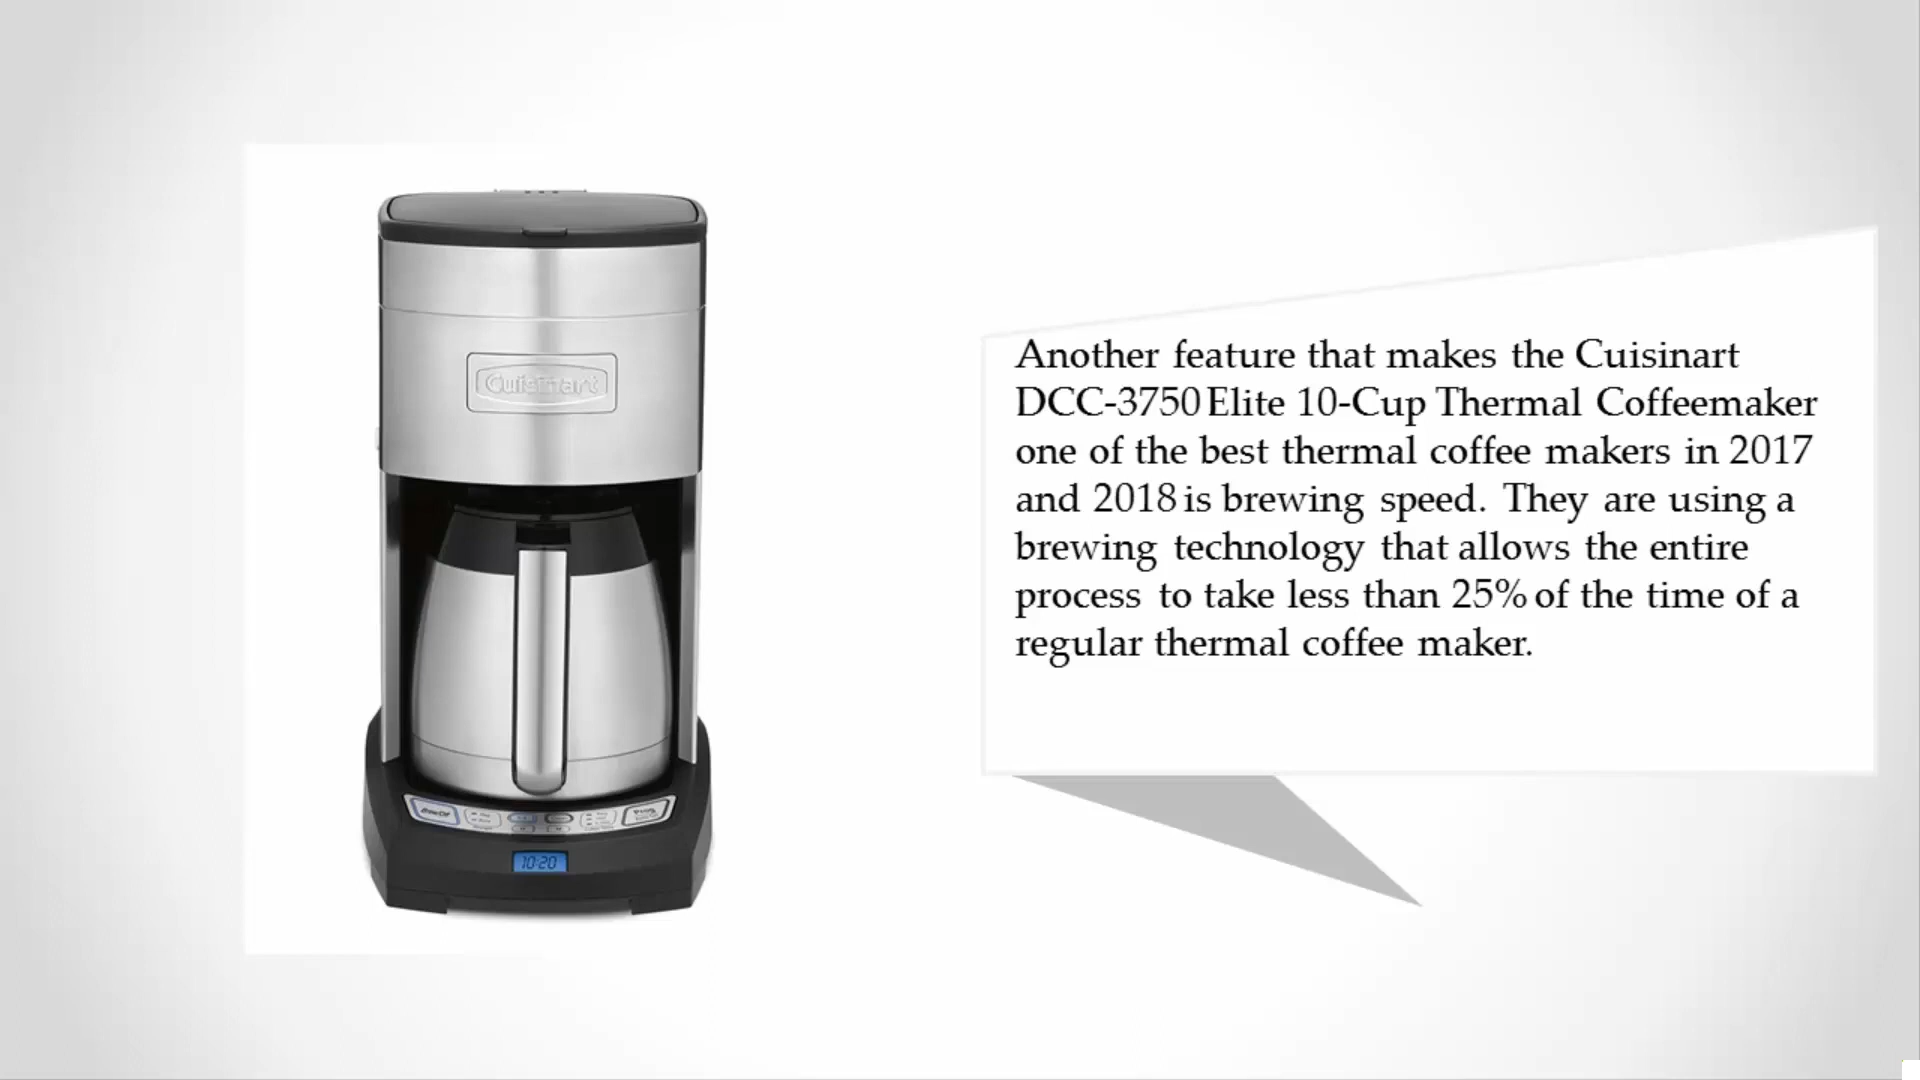 Cuisinart
10:20
Another feature that makes the Cuisinart
DCC-3750 Elite 10-Cup Thermal Coffeemaker
one of the best thermal coffee makers in 2017
and 2018 is brewing speed. They are using a
brewing technology that allows the entire
process to take less than 25% of the time of a
regular thermal coffee maker.